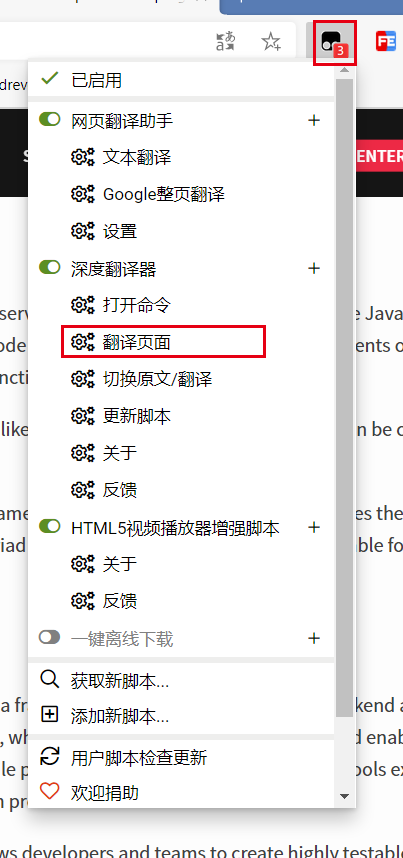 3
FE
已启用
drev
网页翻译助手
S
ENTER
文本翻译
Google整页翻译
设置
深度翻译器
打开命令
serv
e Java
翻译页面
ode
ents o
切换原文/翻译
ncti
更新脚本
like
n be c
关于
反馈
ame
es the
HTML5视频播放器增强脚本
riad
ble fo
关于
反馈
一键离线下载
获取新脚本...
a fr
kend a
添加新脚本...
, wh
d enab
用户脚本检查更新
le p
ools ex
欢迎捐助
n pro
ws developers and teams to create highly testable